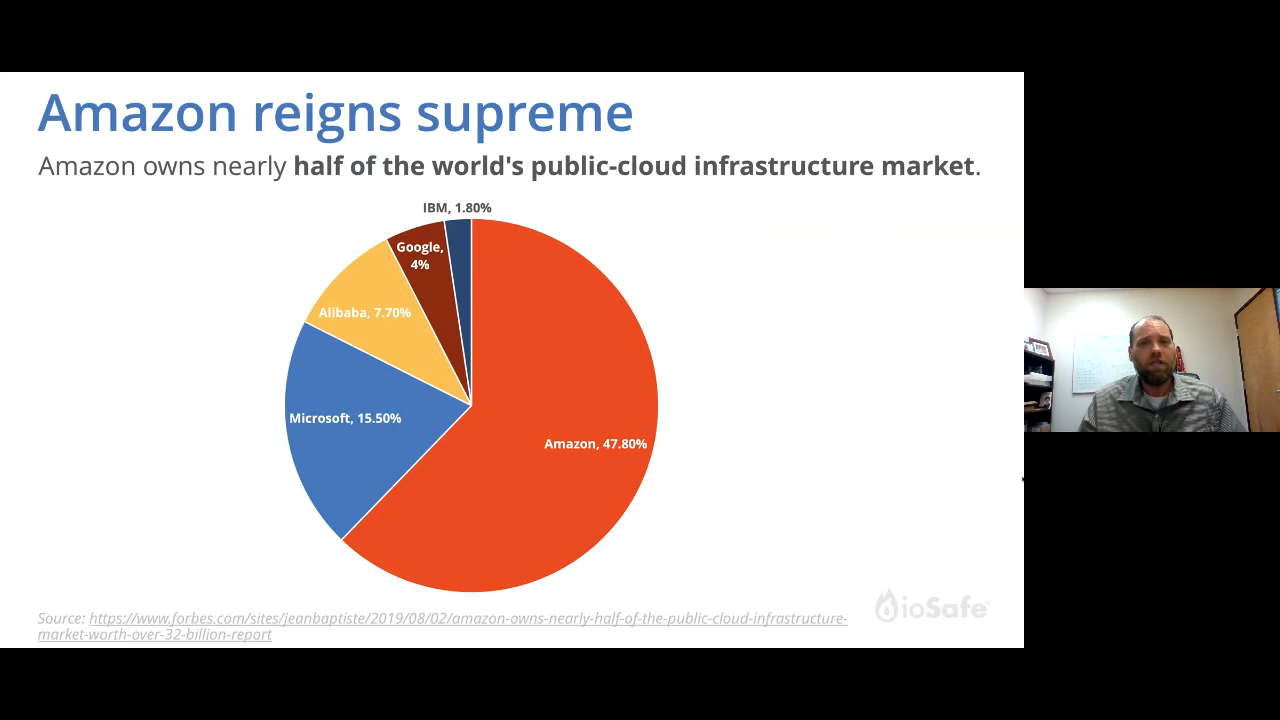 Amazon reigns supreme
Amazon owns nearly half of the world's public-cloud infrastructure market.
IBM, 1.80%
Google,
4%
Alibaba, 7.70%
Microsoft, 15.50%
Amazon, 47.80%
Source: https://www.forbes.com/sites/jeanbaptiste/2019/08/02/amazon-owns-nearly-half-of-the-public-cloud-infrastructure-
market-worth-over-32-billion-report
ioSafe